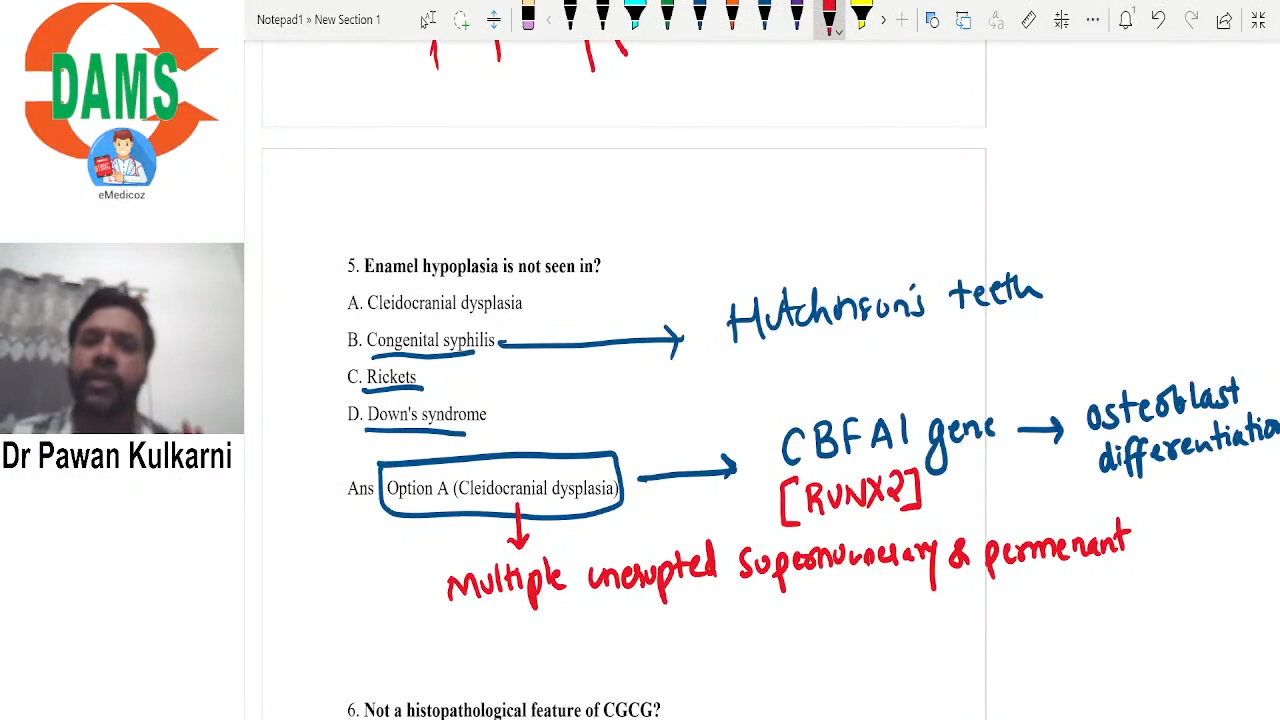 Notepad1 » New Section 1
DAMS
eMedicoz
5. Enamel hypoplasia is not seen in?
A. Cleidocranial dysplasia
B. Congenital syphilis
Hutchinson's teeth
C. Rickets
D. Down's syndrome
Dr Pawan Kulkarni
CBFA1 gene
osteoblast
differentiation
Ans Option A (Cleidocranial dysplasia)
[RUNX2]
Multiple unerupted supernumerary & permenant
6. Not a histopathological feature of CGCG?